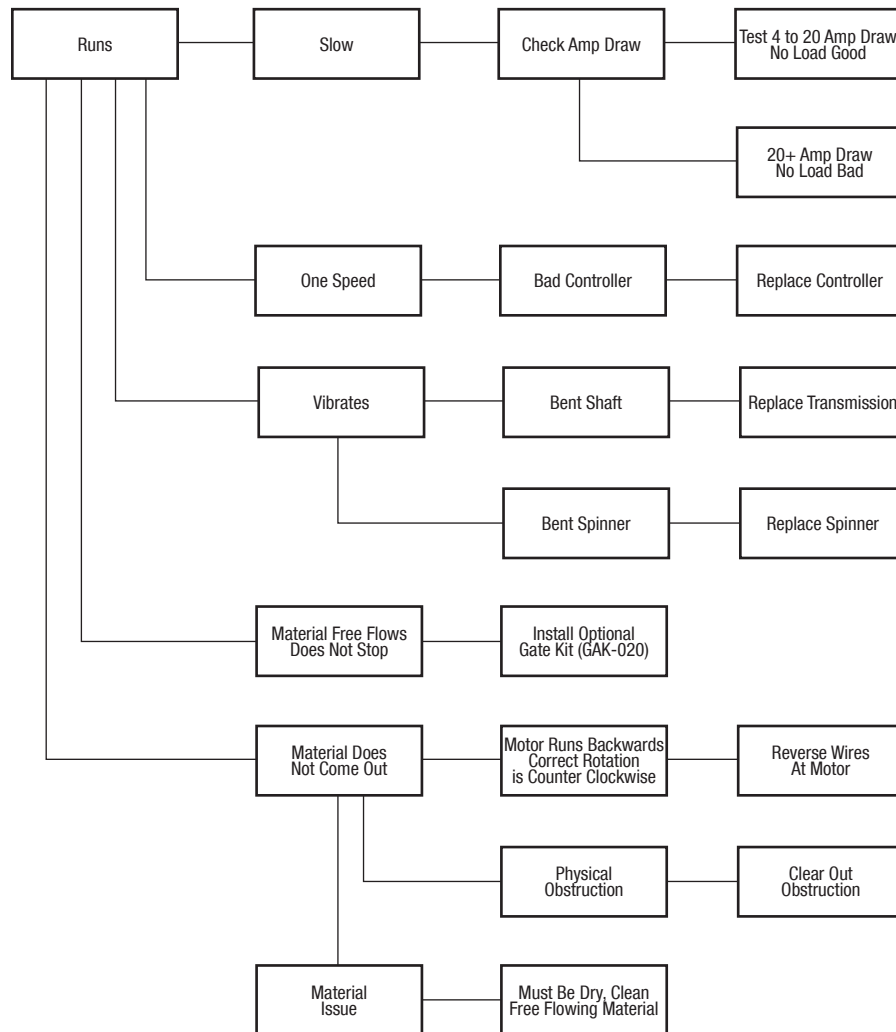 Runs
Slow
Check Amp Draw
Test 4 to 20 Amp Draw
No Load Good
20+ Amp Draw
No Load Bad
One Speed
Bad Controller
Replace Controller
Vibrates
Bent Shaft
Replace Transmission
Bent Spinner
Replace Spinner
Material Free Flows
Does Not Stop
Install Optional
Gate Kit (GAK-020)
Material Does
Not Come Out
Motor Runs Backwards
Correct Rotation
is Counter Clockwise
Reverse Wires
At Motor
Physical
Obstruction
Clear Out
Obstruction
Material
Issue
Must Be Dry, Clean
Free Flowing Material